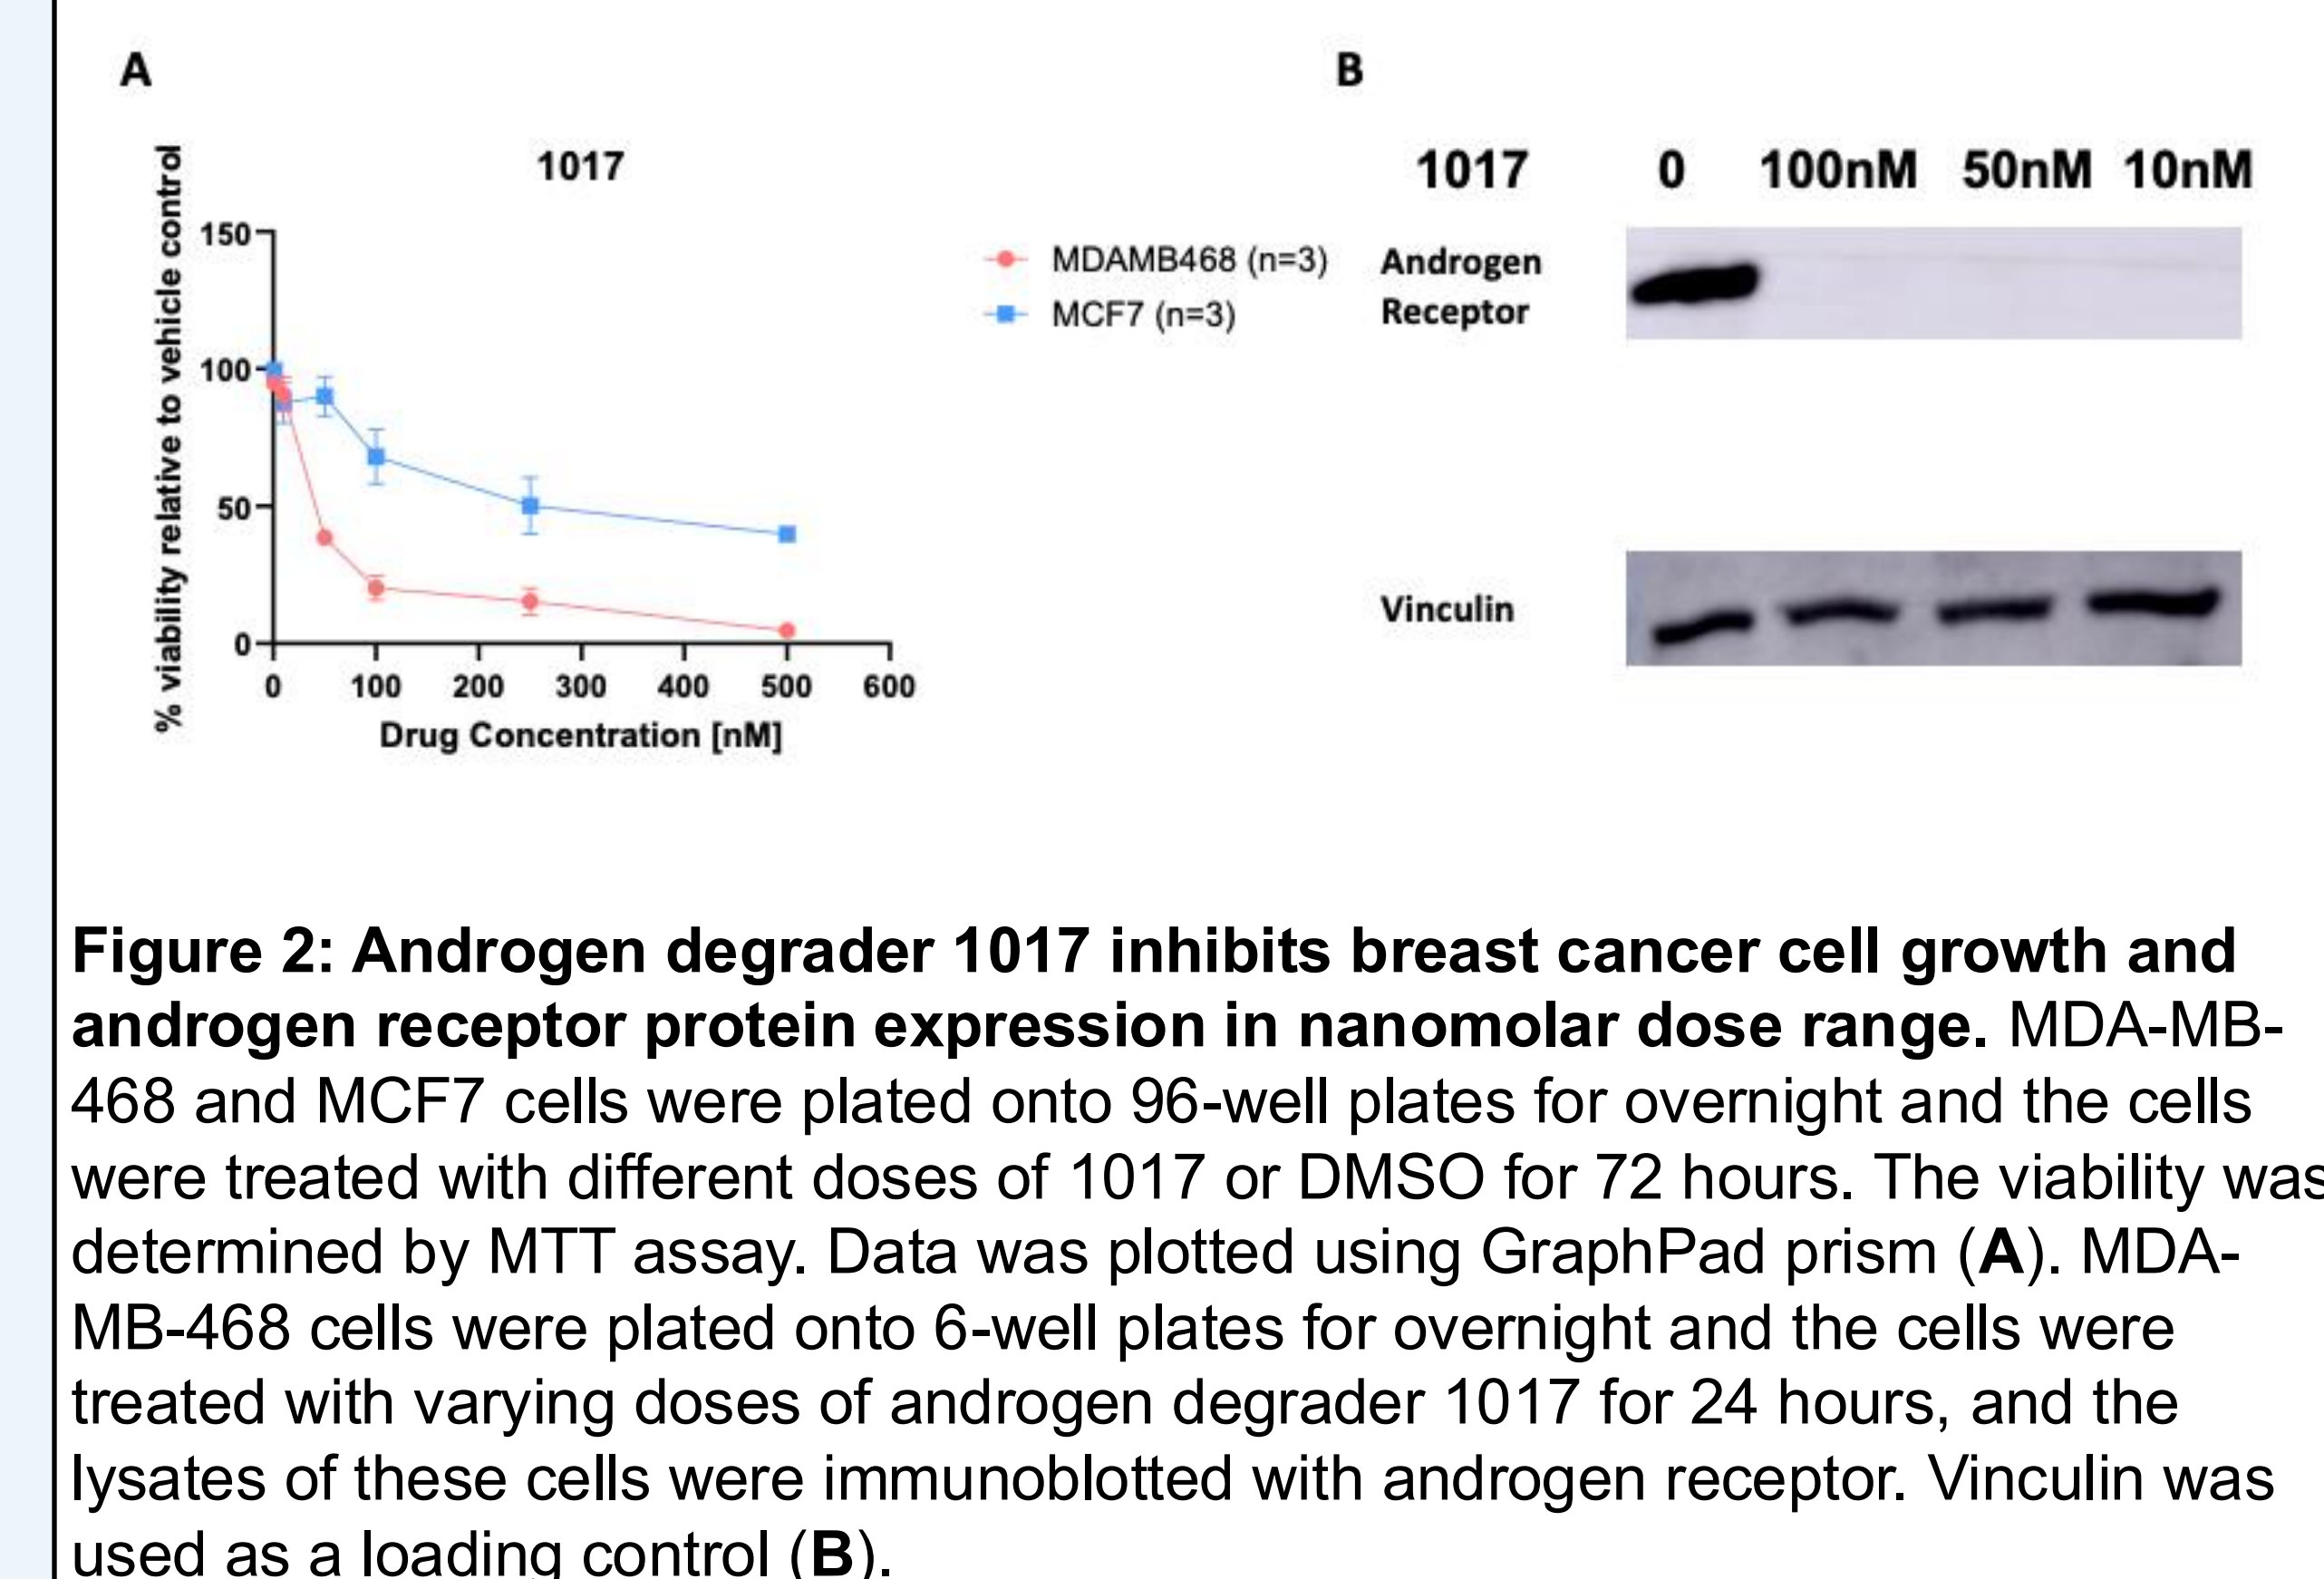 A
B
1017
% viability relative to vehicle control
150
100
50
0
0 100 200 300 400 500 600
Drug Concentration [nM]
MDAMB468 (n=3)
MCF7 (n=3)
1017 0 100nM 50nM 10nM
Androgen
Receptor
Vinculin
Figure 2: Androgen degrader 1017 inhibits breast cancer cell growth and
androgen receptor protein expression in nanomolar dose range. MDA-MB-
468 and MCF7 cells were plated onto 96-well plates for overnight and the cells
were treated with different doses of 1017 or DMSO for 72 hours. The viability was
determined by MTT assay. Data was plotted using GraphPad prism (A). MDA-
MB-468 cells were plated onto 6-well plates for overnight and the cells were
treated with varying doses of androgen degrader 1017 for 24 hours, and the
lysates of these cells were immunoblotted with androgen receptor. Vinculin was
used as a loading control (B).